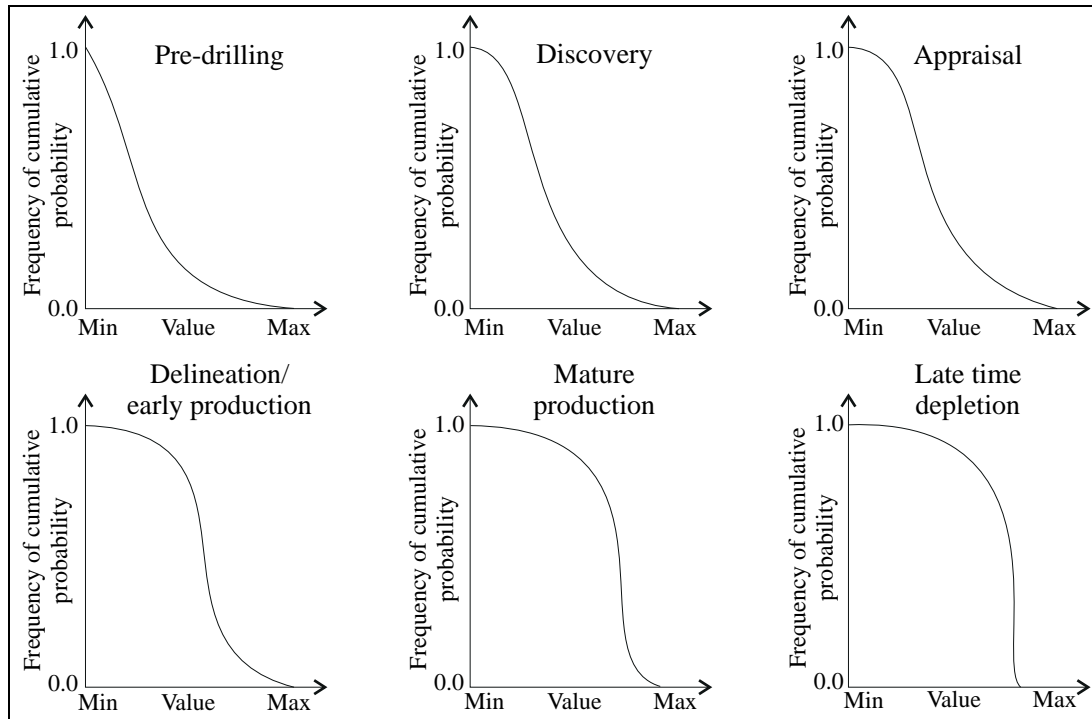 Pre-drilling
1.0
Frequency of cumulative
probability
0.0
Min Value Max
Discovery
1.0
Frequency of cumulative
probability
0.0
Min Value Max
Appraisal
1.0
Frequency of cumulative
probability
0.0
Min Value Max
Delineation/
early production
1.0
Frequency of cumulative
probability
0.0
Min Value Max
Mature
production
1.0
Frequency of cumulative
probability
0.0
Min Value Max
Late time
depletion
1.0
Frequency of cumulative
probability
0.0
Min Value Max